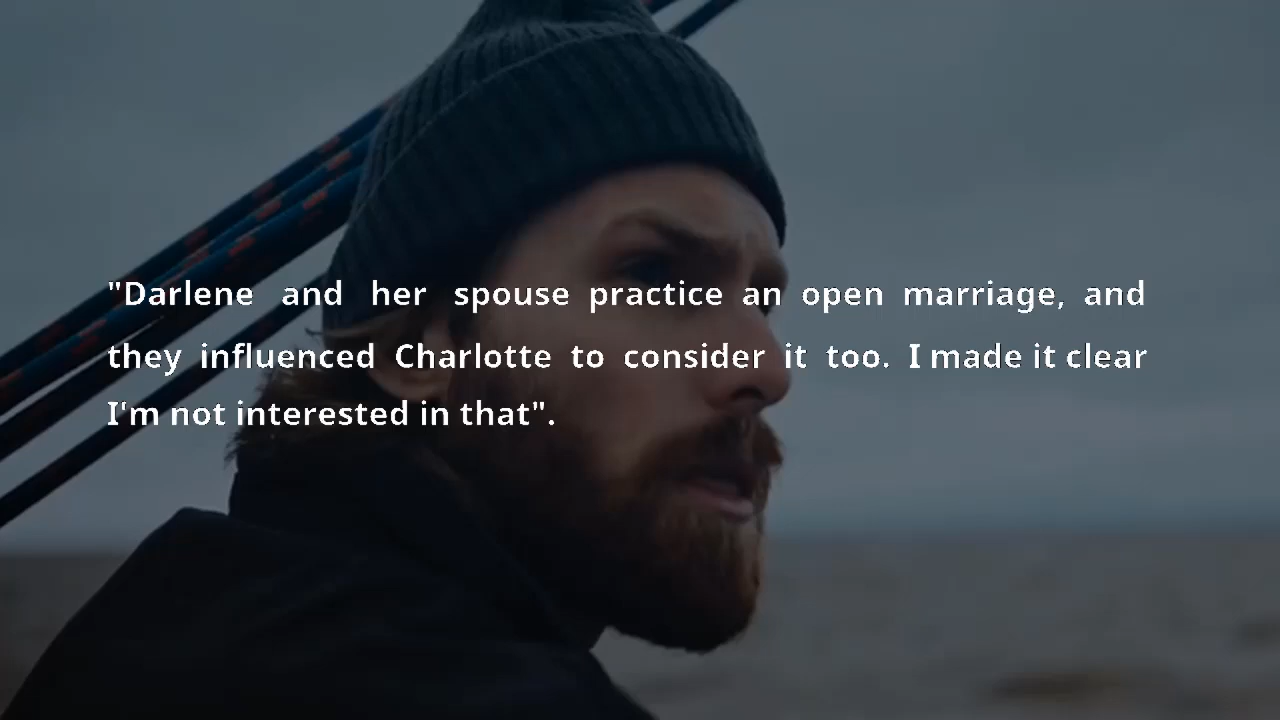 "Darlene and her spouse practice an open marriage, and
they influenced Charlotte to consider it too. I made it clear
I'm not interested in that".